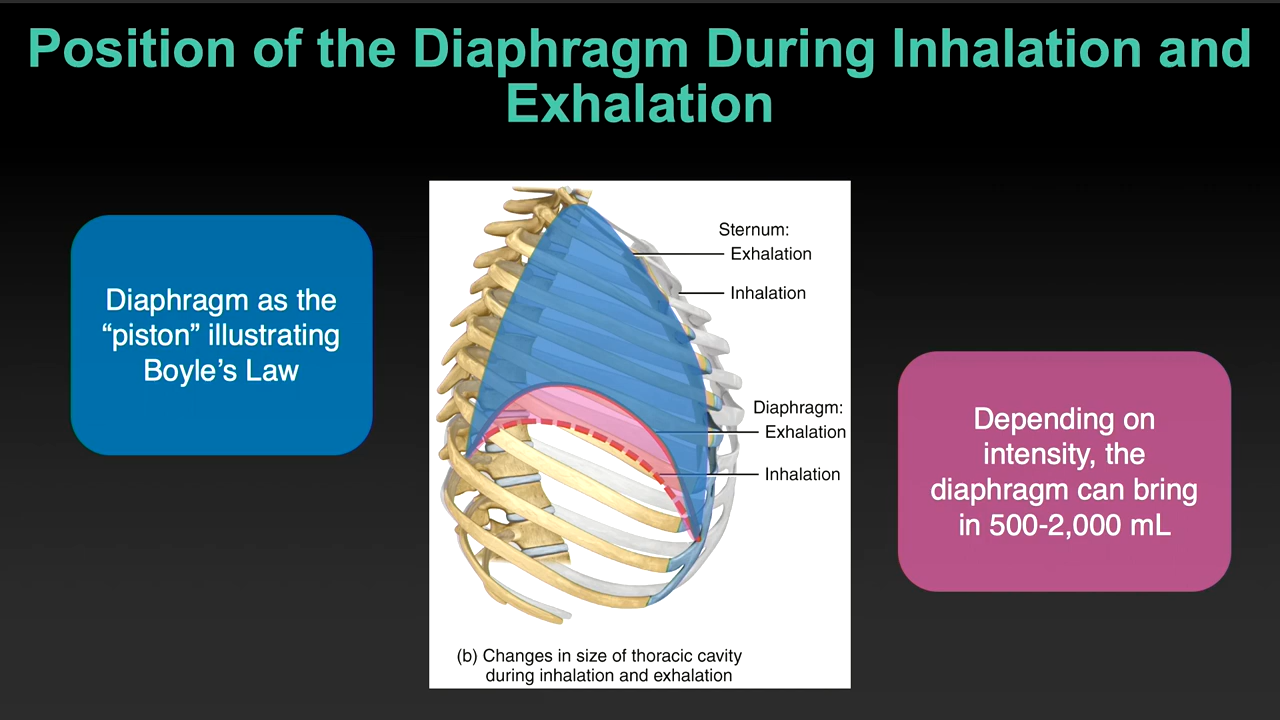 Position of the Diaphragm During Inhalation and
Exhalation
Diaphragm as the
“piston” illustrating
Boyle’s Law
Sternum:
Exhalation
Inhalation
Diaphragm:
Exhalation
Inhalation
(b) Changes in size of thoracic cavity
during inhalation and exhalation
Depending on
intensity, the
diaphragm can bring
in 500-2,000 mL